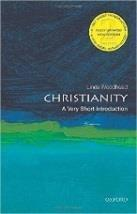 Linda Woodhead
CHRISTIANITY
A Very Short Introduction
OXFORD